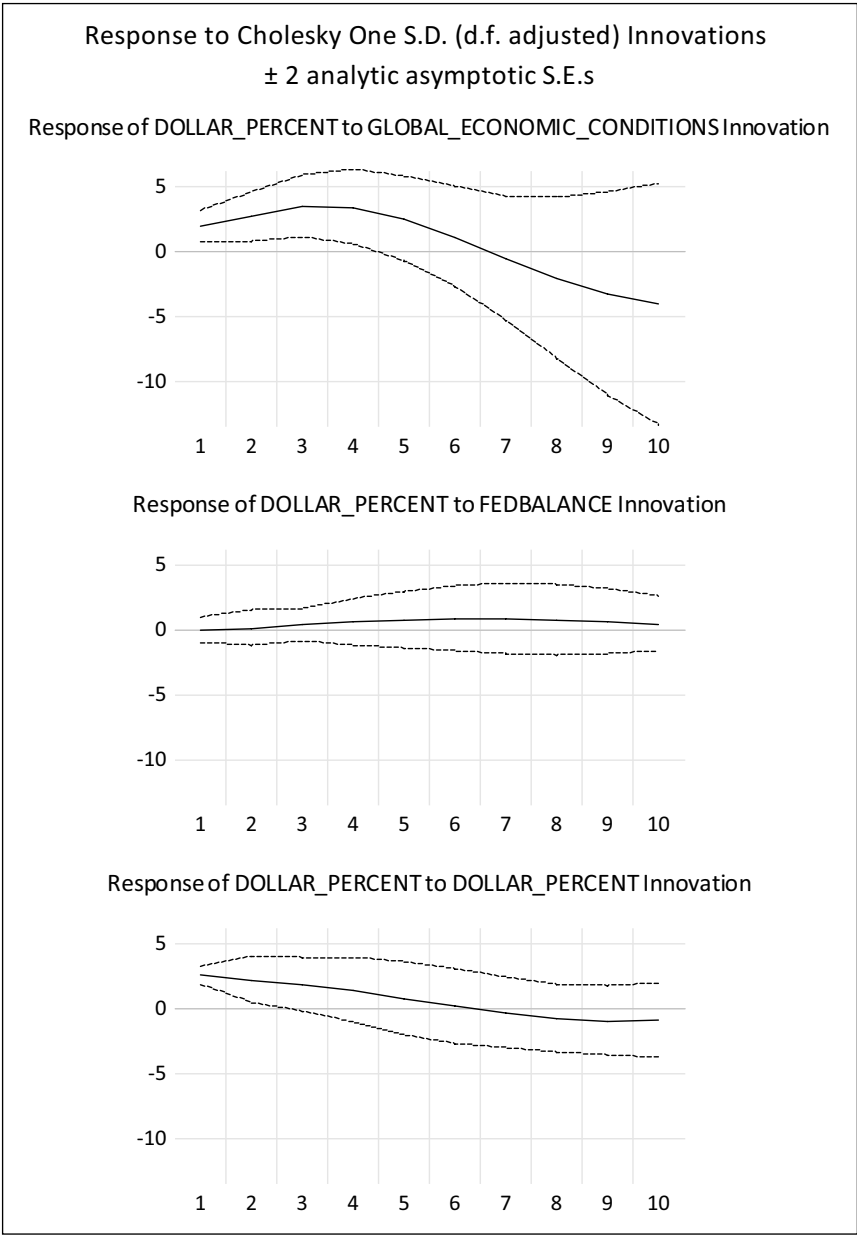 Response to Cholesky One S.D. (d.f. adjusted) Innovations
± 2 analytic asymptotic S.E.s
Response of DOLLAR_PERCENT to GLOBAL_ECONOMIC_CONDITIONS Innovation
5
0
-5
-10
1 2 3 4 5 6 7 8 9 10
Response of DOLLAR_PERCENT to FEDBALANCE Innovation
5
0
-5
-10
1 2 3 4 5 6 7 8 9 10
Response of DOLLAR_PERCENT to DOLLAR_PERCENT Innovation
5
0
-5
-10
1 2 3 4 5 6 7 8 9 10